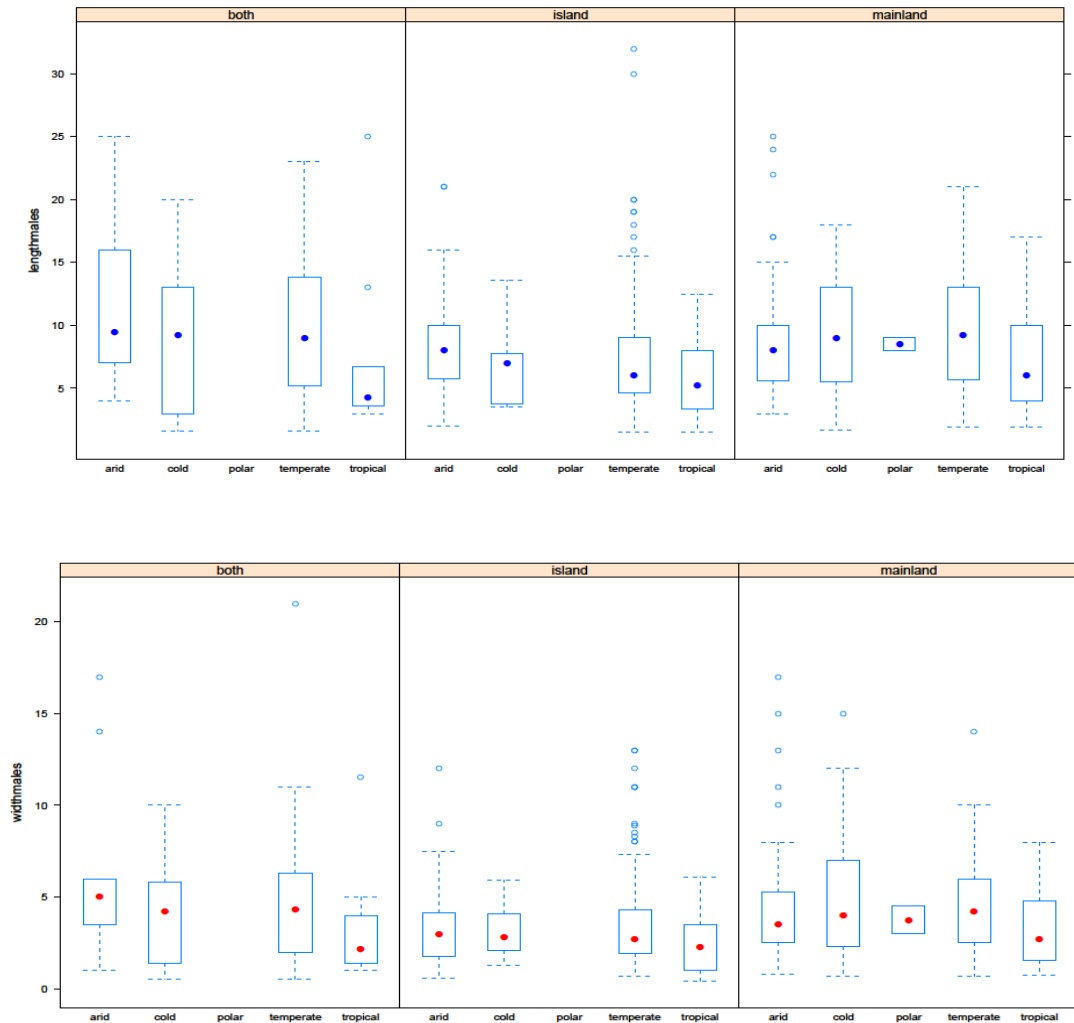 both island mainland
30
25
20
15
10
5
lengthmales
arid cold polar temperate tropical arid cold polar temperate tropical arid cold polar temperate tropical
both island mainland
20
15
10
5
0
widthmales
arid cold polar temperate tropical arid cold polar temperate tropical arid cold polar temperate tropical